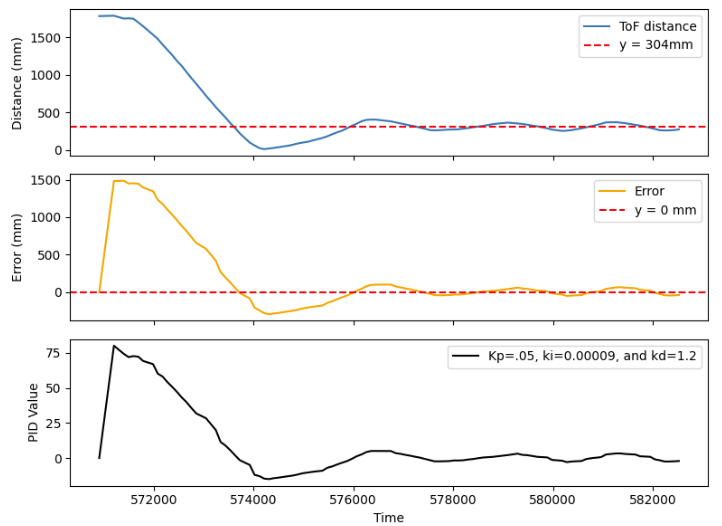 ToF distance
y = 304mm
Distance (mm)
1500
1000
500
0
Error
y = 0 mm
Error (mm)
1500
1000
500
0
Kp=.05, ki=0.00009, and kd=1.2
PID Value
75
50
25
0
572000 574000 576000 578000 580000 582000
Time